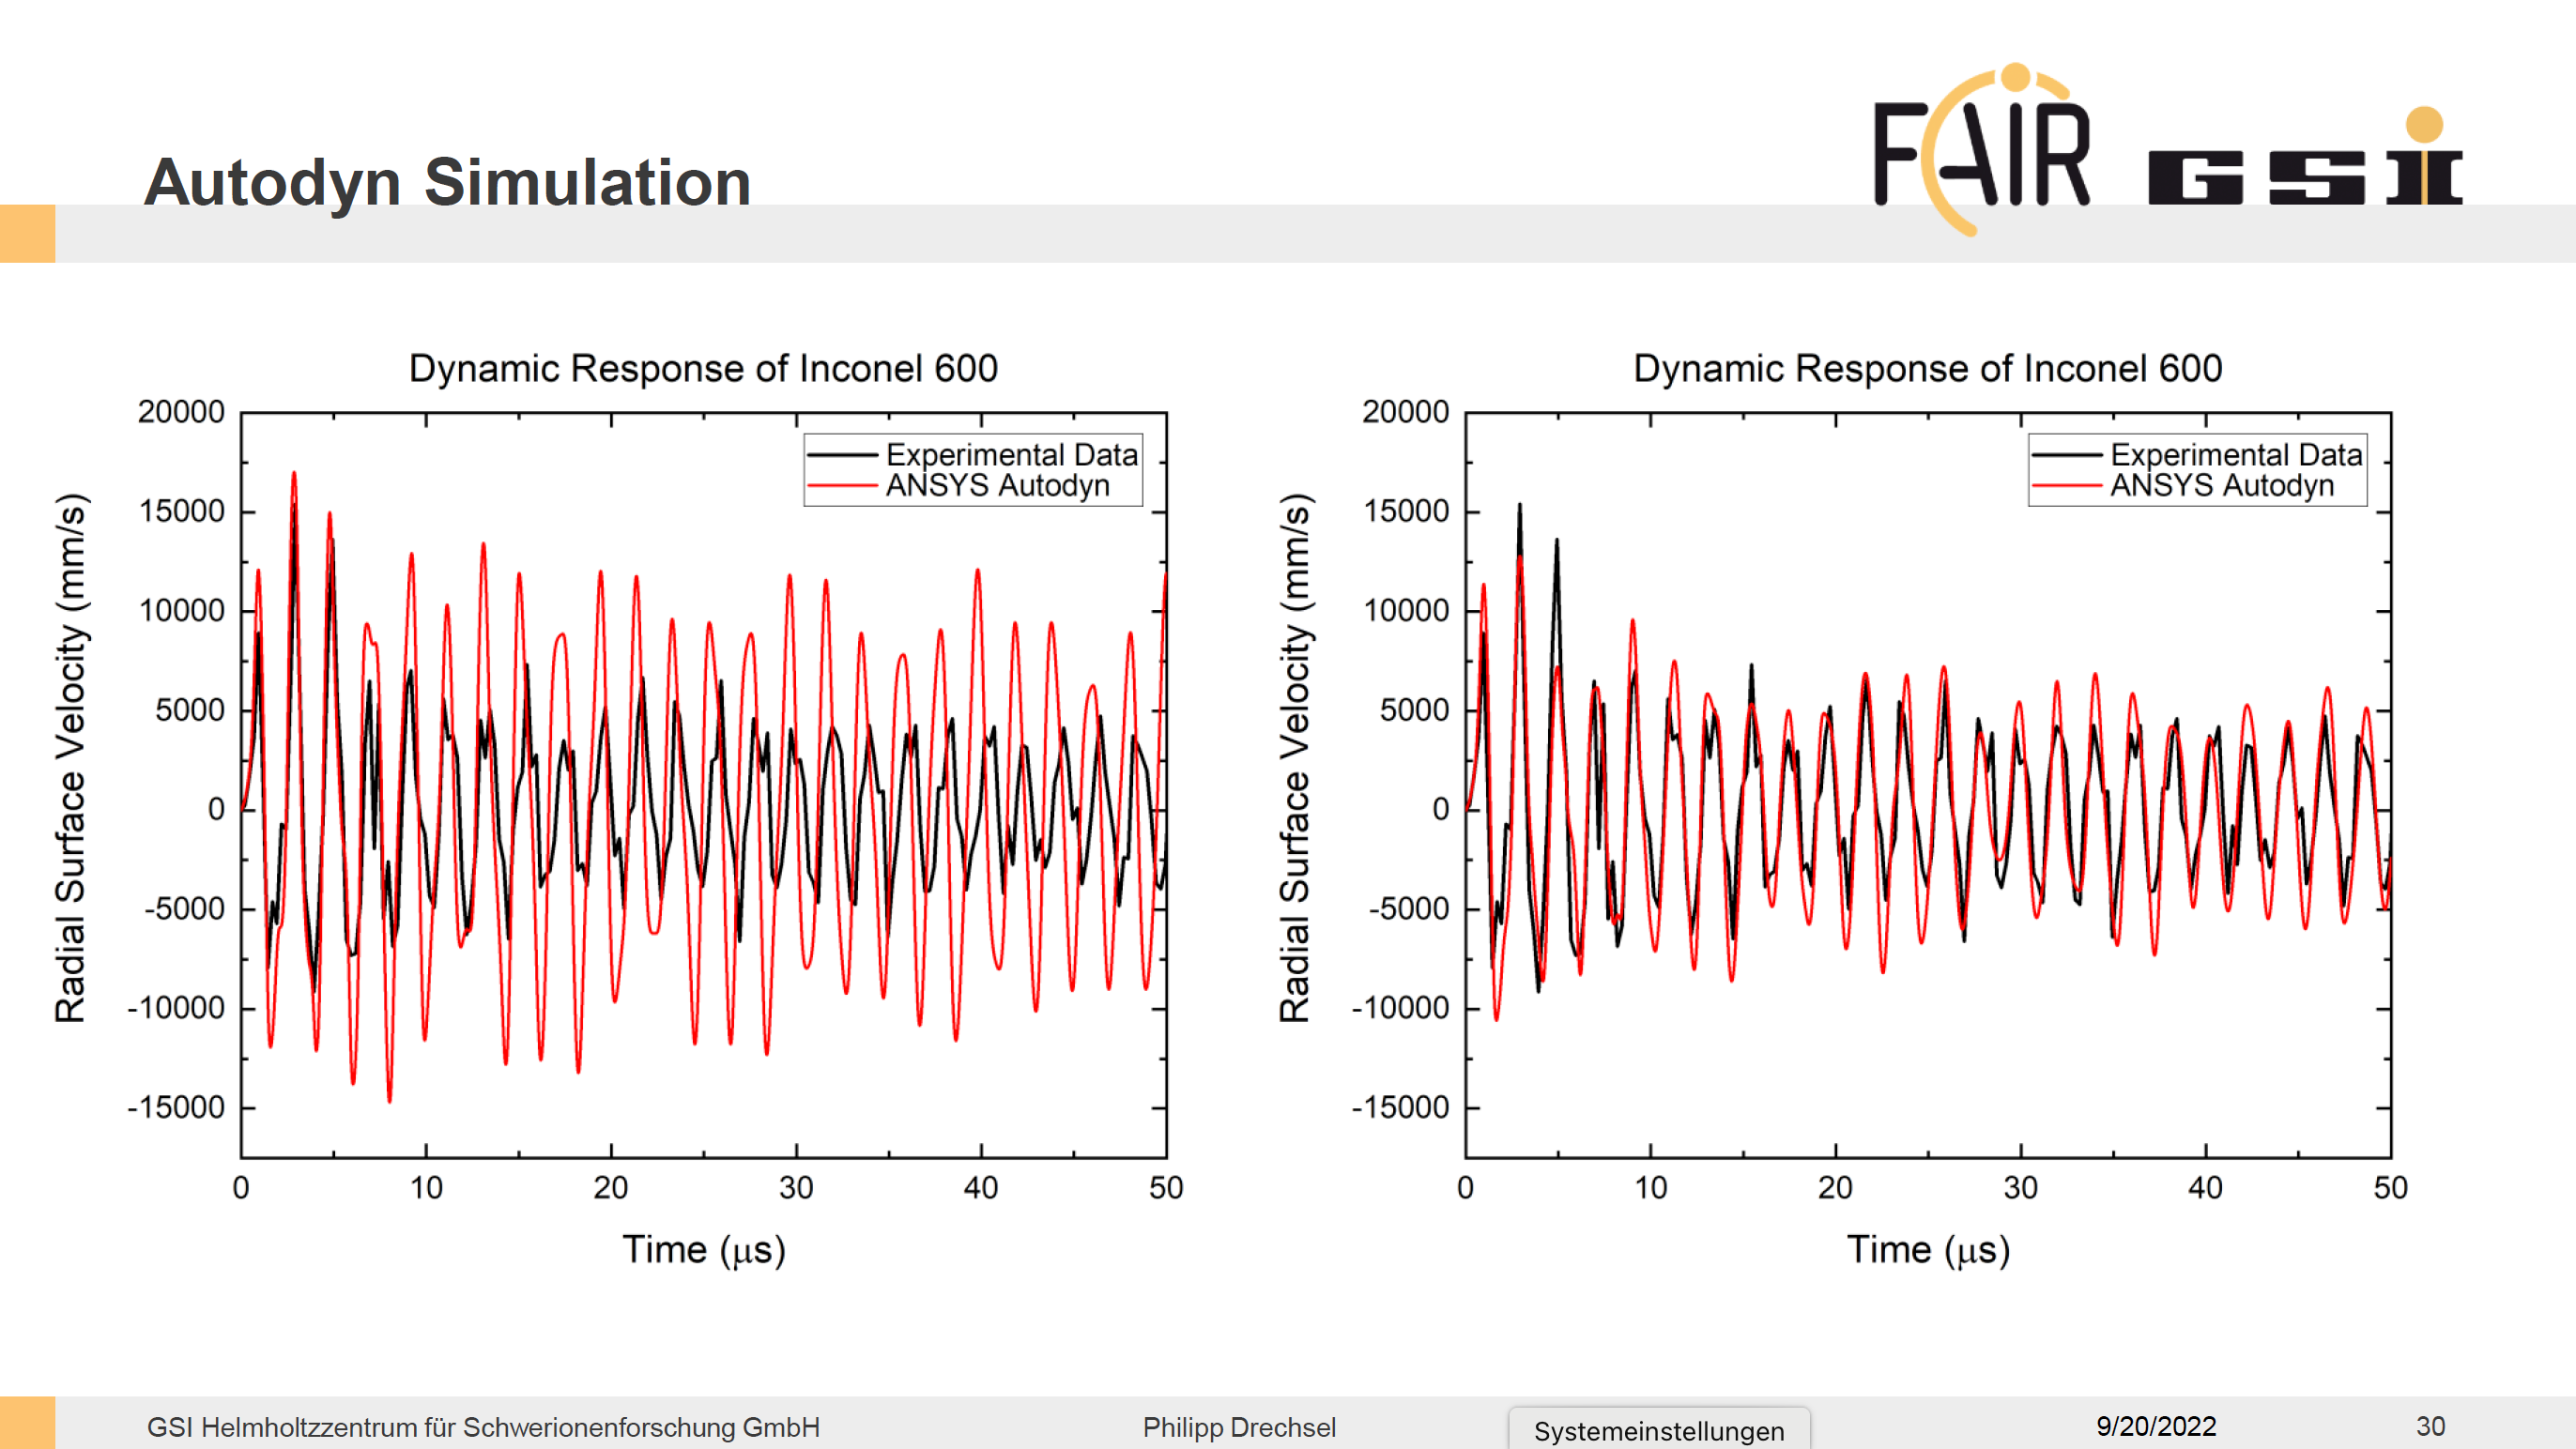 FAIR GSI
Autodyn Simulation
Dynamic Response of Inconel 600
20000
15000
10000
5000
0
-5000
-10000
-15000
Radial Surface Velocity (mm/s)
Experimental Data
ANSYS Autodyn
0 10 20 30 40 50
Time (μs)
Dynamic Response of Inconel 600
20000
15000
10000
5000
0
-5000
-10000
-15000
Radial Surface Velocity (mm/s)
Experimental Data
ANSYS Autodyn
0 10 20 30 40 50
Time (μs)
GSI Helmholtzzentrum für Schwerionenforschung GmbH Philipp Drechsel Systemeinstellungen 9/20/2022 30